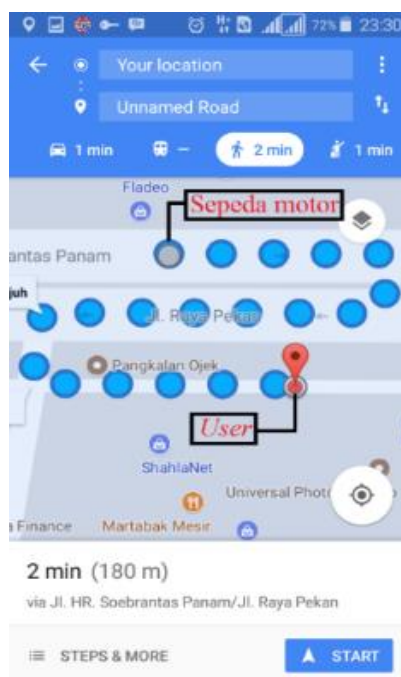 72% 23:30
Your location
Unnamed Road
1 min
2 min
1 min
Fladeo
Sepeda motor
antas Panam
juh
Jl. Raya Pekan
Pangkalan Ojek
User
ShahlaNet
Universal Phot
Finance
Martabak Mesir
2 min (180 m)
via Jl. HR. Soebrantas Panam/Jl. Raya Pekan
STEPS & MORE
START